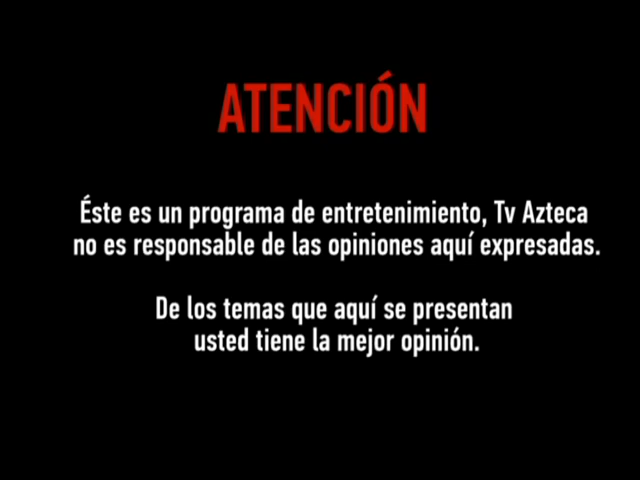 ATENCIÓN
Éste es un programa de entretenimiento, Tv Azteca
no es responsable de las opiniones aquí expresadas.
De los temas que aquí se presentan
usted tiene la mejor opinión.